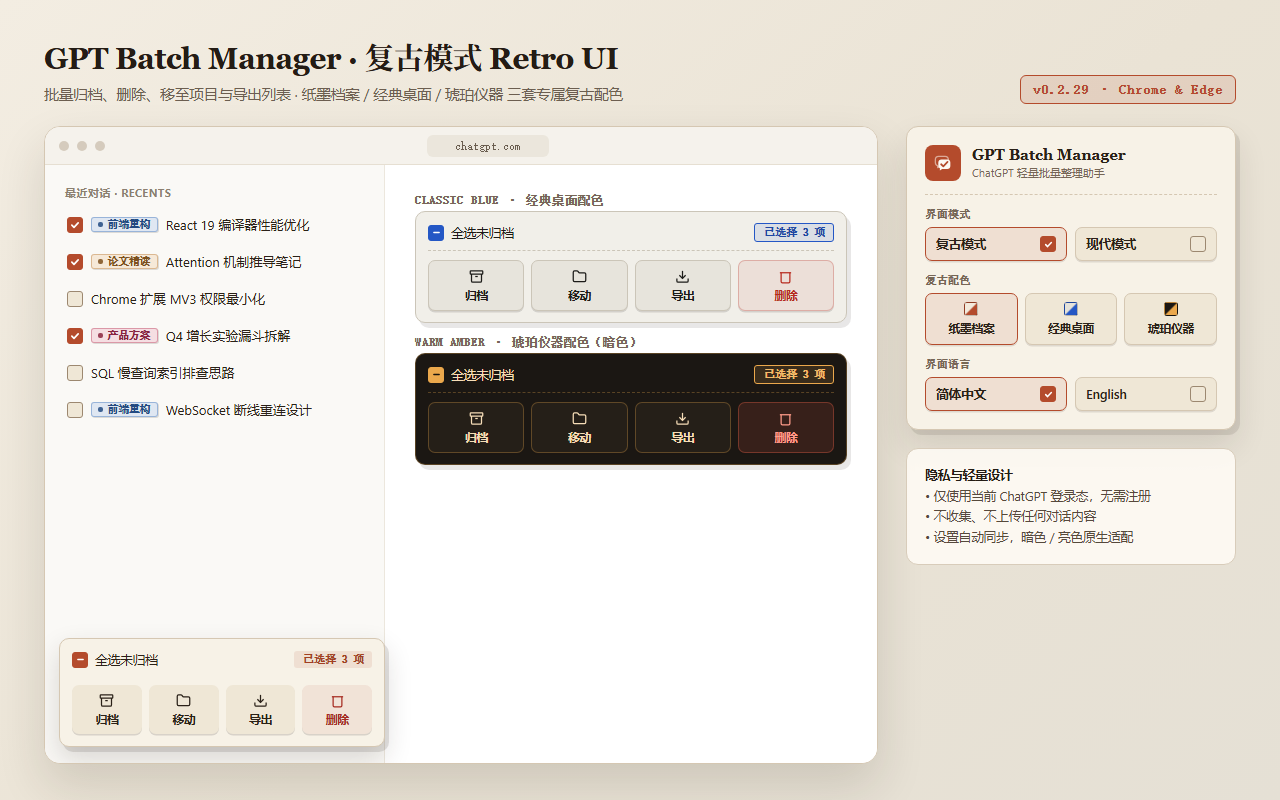 GPT Batch Manager · 复古模式 Retro UI
批量归档、删除、移至项目与导出列表 · 纸墨档案 / 经典桌面 / 琥珀仪器 三套专属复古配色
v0.2.29 · Chrome & Edge
chatgpt.com
最近对话 · RECENTS
前端重构 React 19 编译器性能优化
论文精读 Attention 机制推导笔记
Chrome 扩展 MV3 权限最小化
产品方案 Q4 增长实验漏斗拆解
SQL 慢查询索引排查思路
前端重构 WebSocket 断线重连设计
全选未归档 已选择 3 项
归档 移动 导出 删除
CLASSIC BLUE · 经典桌面配色
全选未归档 已选择 3 项
归档 移动 导出 删除
WARM AMBER · 琥珀仪器配色（暗色）
全选未归档 已选择 3 项
归档 移动 导出 删除
GPT Batch Manager
ChatGPT 轻量批量整理助手
界面模式
复古模式 现代模式
复古配色
纸墨档案 经典桌面 琥珀仪器
界面语言
简体中文 English
隐私与轻量设计
• 仅使用当前 ChatGPT 登录态，无需注册
• 不收集、不上传任何对话内容
• 设置自动同步，暗色 / 亮色原生适配